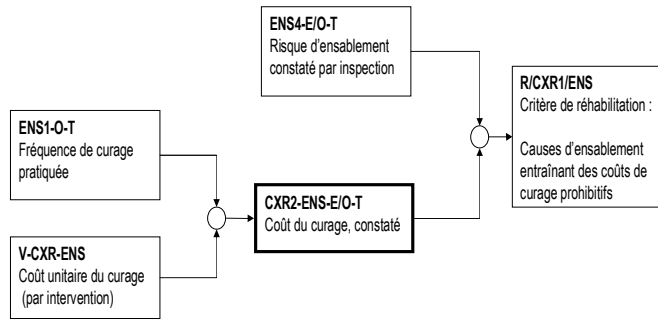 ENS4-E/O-T
Risque d'ensablement
constaté par inspection
R/CXR1/ENS
Critère de réhabilitation :
Causes d'ensablement
entraînant des coûts de
curage prohibitifs
ENS1-O-T
Fréquence de curage
pratiquée
CXR2-ENS-E/O-T
Coût du curage, constaté
V-CXR-ENS
Coût unitaire du curage
(par intervention)